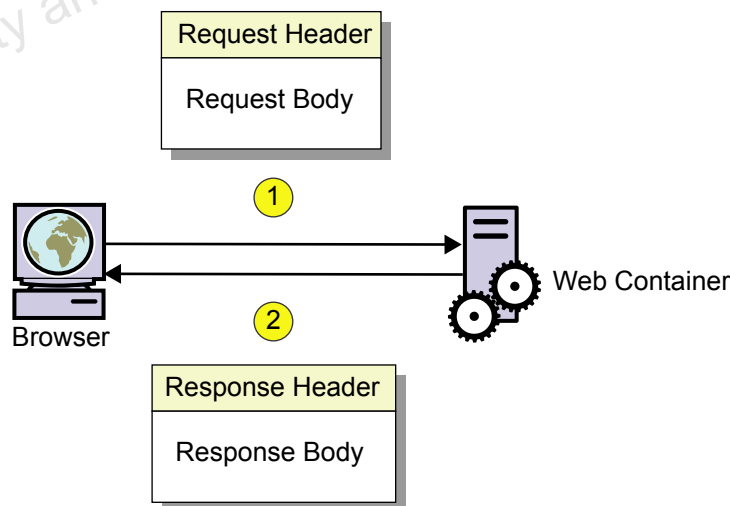 Request Header
Request Body
1
Web Container
Browser
2
Response Header
Response Body